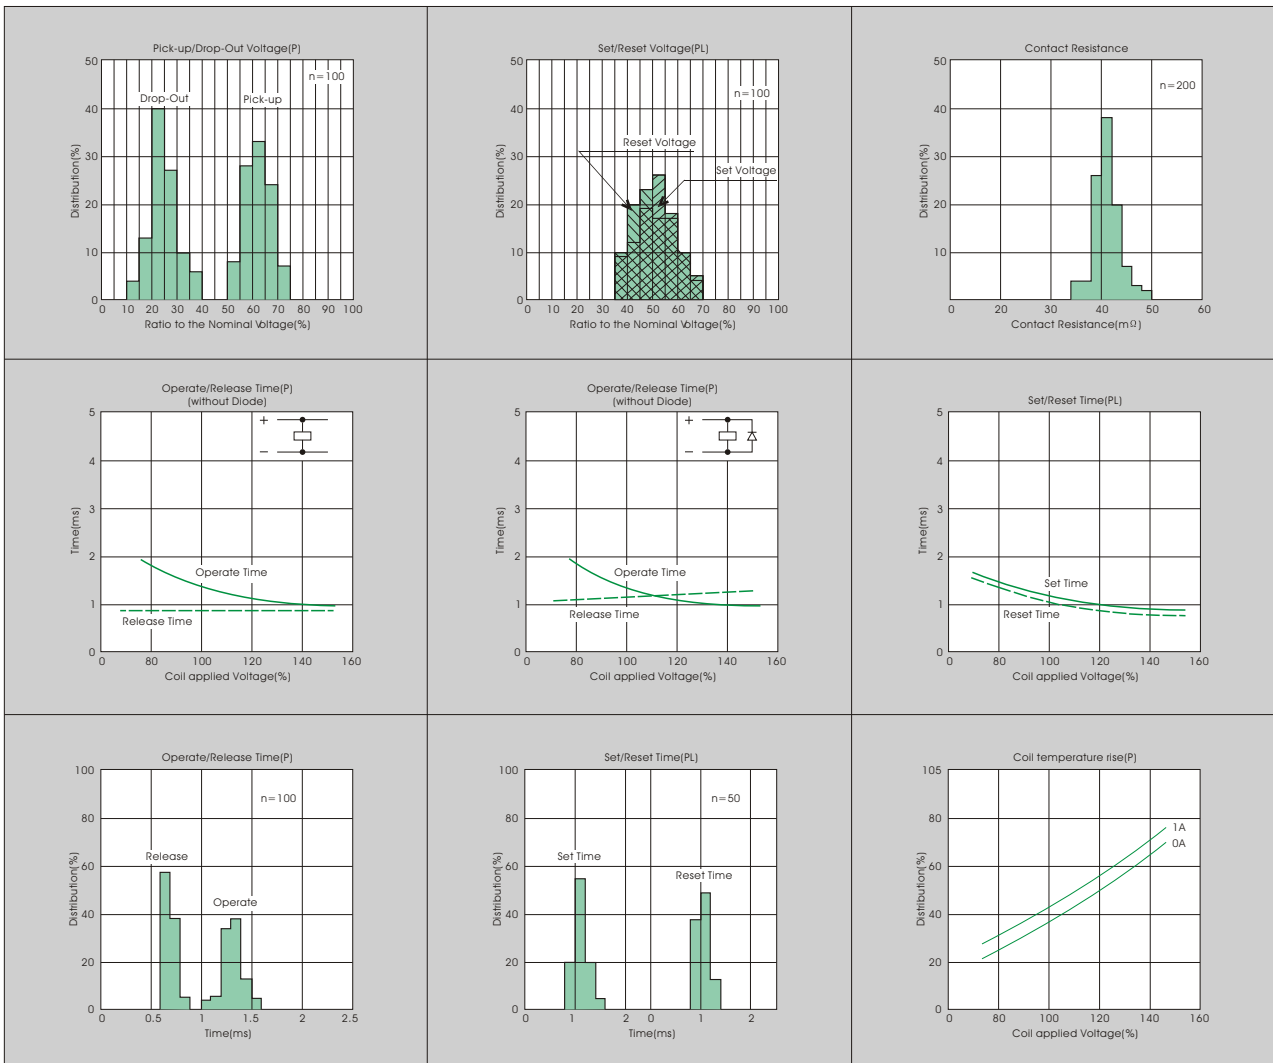 Pick-up/Drop-Out Voltage(P)
50
40
30
20
10
0
Distribution(%)
n=100
Drop-Out
Pick-up
10 20 30 40 50 60 70 80 90 100
Ratio to the Nominal Voltage(%)
Set/Reset Voltage(PL)
50
40
30
20
10
0
Distribution(%)
n=100
Reset Voltage
Set Voltage
10 20 30 40 50 60 70 80 90 100
Ratio to the Nominal Voltage(%)
Contact Resistance
50
40
30
20
10
0
Distribution(%)
n=200
0 20 30 40 50 60
Contact Resistance(mΩ)
Operate/Release Time(P)
(without Diode)
5
4
3
2
1
0
Time(ms)
+
−
Operate Time
Release Time
0 80 100 120 140 160
Coil applied Voltage(%)
Operate/Release Time(P)
(without Diode)
5
4
3
2
1
0
Time(ms)
+
−
Operate Time
Release Time
0 80 100 120 140 160
Coil applied Voltage(%)
Set/Reset Time(PL)
5
4
3
2
1
0
Time(ms)
Set Time
Reset Time
0 80 100 120 140 160
Coil applied Voltage(%)
Operate/Release Time(P)
100
80
60
40
20
0
Distribution(%)
n=100
Release
Operate
0 0.5 1 1.5 2 2.5
Time(ms)
Set/Reset Time(PL)
100
80
60
40
20
0
Distribution(%)
n=50
Set Time
Reset Time
0 1 2 0 1 2
Time(ms)
Coil temperature rise(P)
105
80
60
40
20
0
Distribution(%)
1A
0A
0 80 100 120 140 160
Coil applied Voltage(%)